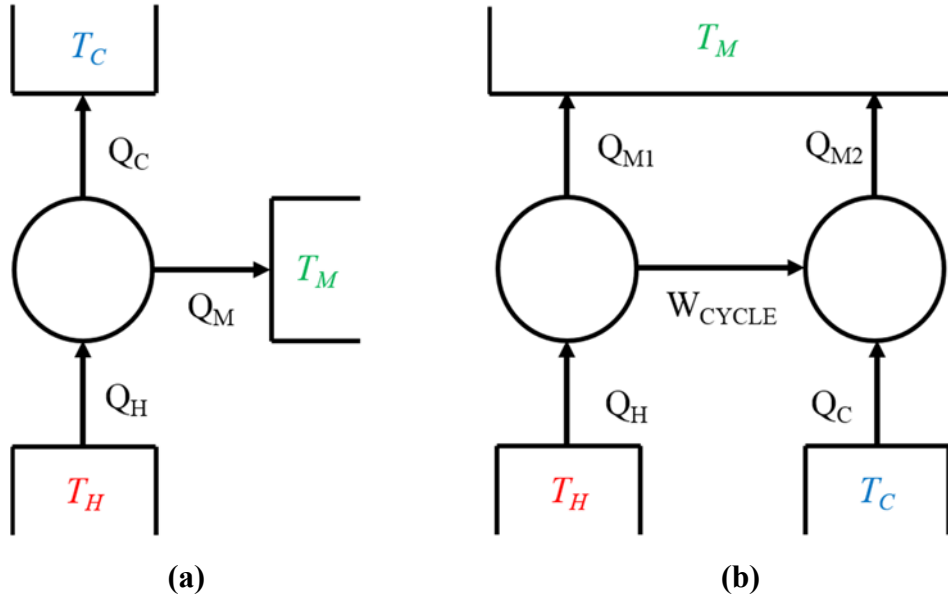 T_C
Q_C
T_M
Q_M
Q_H
T_H
(a)
T_M
Q_M1
Q_M2
W_CYCLE
Q_H
Q_C
T_H
T_C
(b)